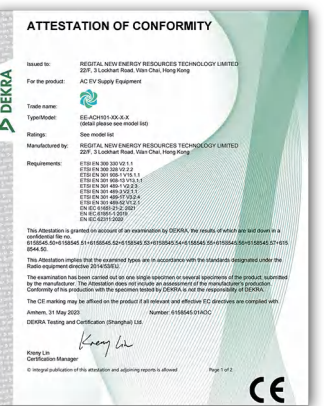 ATTESTATION OF CONFORMITY
DEKRA
Issued to: REGITAL NEW ENERGY RESOURCES TECHNOLOGY LIMITED
22/F, 3 Lockhart Road, Wan Chai, Hong Kong
For the product: AC EV Supply Equipment
Trade name:
Type/Model: EE-ACH101-XX-X-X
(detail please see model list)
Ratings: See model list
Manufactured by: REGITAL NEW ENERGY RESOURCES TECHNOLOGY LIMITED
22/F, 3 Lockhart Road, Wan Chai, Hong Kong
Requirements: ETSI EN 300 330 V2.1.1
ETSI EN 300 328 V2.2.2
ETSI EN 301 908-1 V15.1.1
ETSI EN 301 908-13 V13.1.1
ETSI EN 301 489-1 V2.2.3
ETSI EN 301 489-3 V2.1.1
ETSI EN 301 489-17 V3.2.4
ETSI EN 301 489-52 V1.2.1
EN IEC 61851-21-2: 2021
EN IEC 61851-1:2019
EN IEC 62311:2020
This Attestation is granted on account of an examination by DEKRA, the results of which are laid down in a
confidential file no.
6158545.50+6158545.51+6158545.52+6158545.53+6158545.54+6158545.55+6158545.56+6158545.57+615
8544.50.
This Attestation implies that the examined types are in accordance with the standards designated under the
Radio equipment directive 2014/53/EU.
The examination has been carried out on one single specimen or several specimens of the product, submitted
by the manufacturer. The Attestation does not include an assessment of the manufacturer's production.
Conformity of his production with the specimen tested by DEKRA is not the responsibility of DEKRA.
The CE marking may be affixed on the product if all relevant and effective EC directives are complied with.
Arnhem, 31 May 2023 Number: 6158545.01AOC
DEKRA Testing and Certification (Shanghai) Ltd.
Kreny Lin
Kreny Lin
Certification Manager
© Integral publication of this attestation and adjoining reports is allowed Page 1 of 2
CE